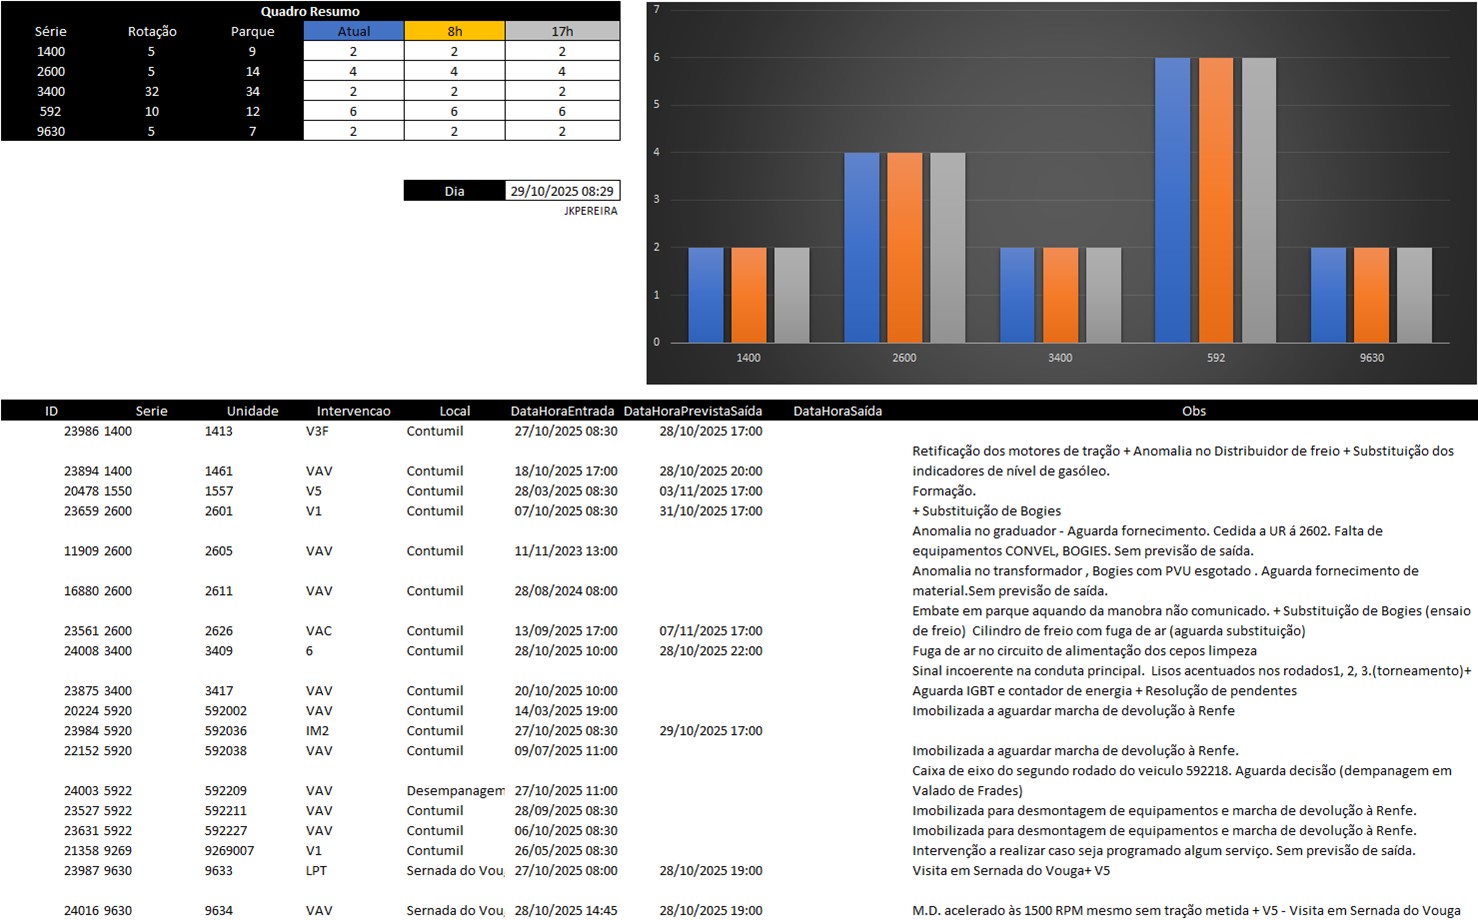 Quadro Resumo
Série Rotação Parque Atual 8h 17h
1400 5 9 2 2 2
2600 5 14 4 4 4
3400 32 34 2 2 2
592 10 12 6 6 6
9630 5 7 2 2 2
Dia 29/10/2025 08:29
JKPEREIRA
7
6
5
4
3
2
1
0
1400 2600 3400 592 9630
ID Serie Unidade Intervencao Local DataHoraEntrada DataHoraPrevistaSaída DataHoraSaída Obs
23986 1400 1413 V3F Contumil 27/10/2025 08:30 28/10/2025 17:00
Retificação dos motores de tração + Anomalia no Distribuidor de freio + Substituição dos
23894 1400 1461 VAV Contumil 18/10/2025 17:00 28/10/2025 20:00 indicadores de nível de gasóleo.
20478 1550 1557 V5 Contumil 28/03/2025 08:30 03/11/2025 17:00 Formação.
23659 2600 2601 V1 Contumil 07/10/2025 08:30 31/10/2025 17:00 + Substituição de Bogies
Anomalia no graduador - Aguarda fornecimento. Cedida a UR á 2602. Falta de
11909 2600 2605 VAV Contumil 11/11/2023 13:00 equipamentos CONVEL, BOGIES. Sem previsão de saída.
Anomalia no transformador , Bogies com PVU esgotado . Aguarda fornecimento de
16880 2600 2611 VAV Contumil 28/08/2024 08:00 material.Sem previsão de saída.
Embate em parque aquando da manobra não comunicado. + Substituição de Bogies (ensaio
23561 2600 2626 VAC Contumil 13/09/2025 17:00 07/11/2025 17:00 de freio)  Cilindro de freio com fuga de ar (aguarda substituição)
24008 3400 3409 6 Contumil 28/10/2025 10:00 28/10/2025 22:00 Fuga de ar no circuito de alimentação dos cepos limpeza
Sinal incoerente na conduta principal.  Lisos acentuados nos rodados1, 2, 3.(torneamento)+
23875 3400 3417 VAV Contumil 20/10/2025 10:00 Aguarda IGBT e contador de energia + Resolução de pendentes
20224 5920 592002 VAV Contumil 14/03/2025 19:00 Imobilizada a aguardar marcha de devolução à Renfe
23984 5920 592036 IM2 Contumil 27/10/2025 08:30 29/10/2025 17:00
22152 5920 592038 VAV Contumil 09/07/2025 11:00 Imobilizada a aguardar marcha de devolução à Renfe.
Caixa de eixo do segundo rodado do veiculo 592218. Aguarda decisão (dempanagem em
24003 5922 592209 VAV Desempanagem 27/10/2025 11:00 Valado de Frades)
23527 5922 592211 VAV Contumil 28/09/2025 08:30 Imobilizada para desmontagem de equipamentos e marcha de devolução à Renfe.
23631 5922 592227 VAV Contumil 06/10/2025 08:30 Imobilizada para desmontagem de equipamentos e marcha de devolução à Renfe.
21358 9269 9269007 V1 Contumil 26/05/2025 08:30 Intervenção a realizar caso seja programado algum serviço. Sem previsão de saída.
23987 9630 9633 LPT Sernada do Vou 27/10/2025 08:00 28/10/2025 19:00 Visita em Sernada do Vouga+ V5
24016 9630 9634 VAV Sernada do Vou 28/10/2025 14:45 28/10/2025 19:00 M.D. acelerado às 1500 RPM mesmo sem tração metida + V5 - Visita em Sernada do Vouga